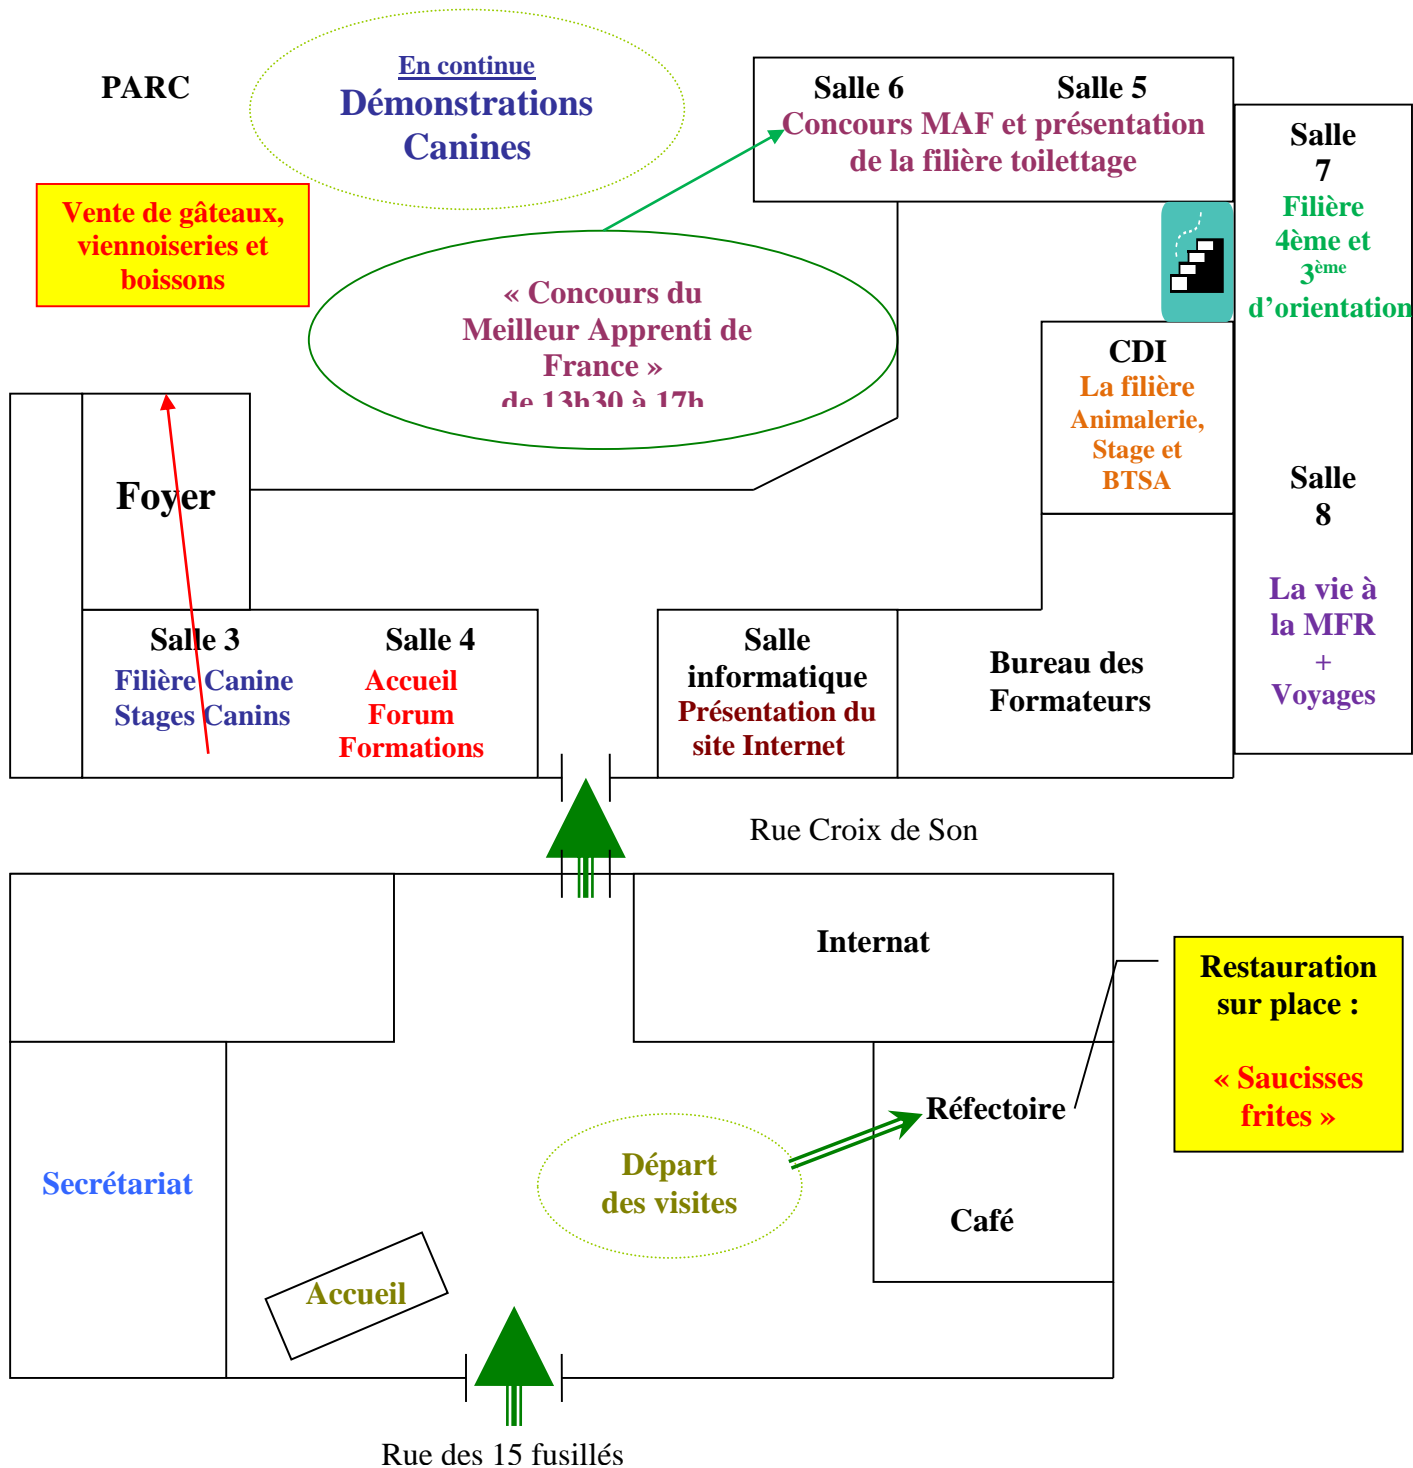 PARC
En continue
Démonstrations
Canines
Salle 6
Salle 5
Concours MAF et présentation
de la filière toilettage
Salle
7
Filière
4ème et
3ème
d’orientation
Vente de gâteaux,
viennoiseries et
boissons
« Concours du
Meilleur Apprenti de
France »
de 13h30 à 17h
CDI
La filière
Animalerie,
Stage et
BTSA
Foyer
Salle
8
La vie à
la MFR
+
Voyages
Salle 3
Filière Canine
Stages Canins
Salle 4
Accueil
Forum
Formations
Salle
informatique
Présentation du
site Internet
Bureau des
Formateurs
Rue Croix de Son
Internat
Restauration
sur place :
« Saucisses
frites »
Réfectoire
Café
Départ
des visites
Secrétariat
Accueil
Rue des 15 fusillés